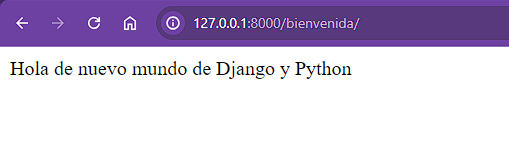 127.0.0.1:8000/bienvenida/
Hola de nuevo mundo de Django y Python